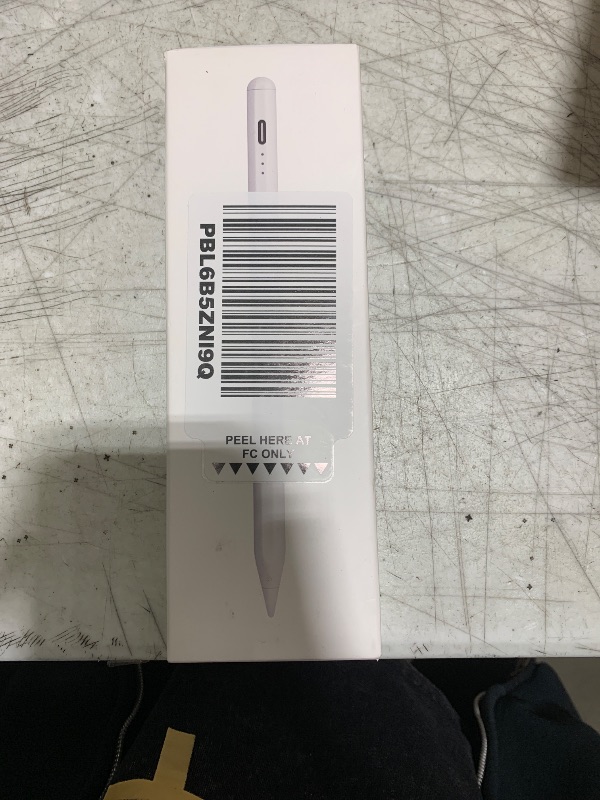 PBL6B5ZNI9Q
PEEL HERE AT
FC ONLY